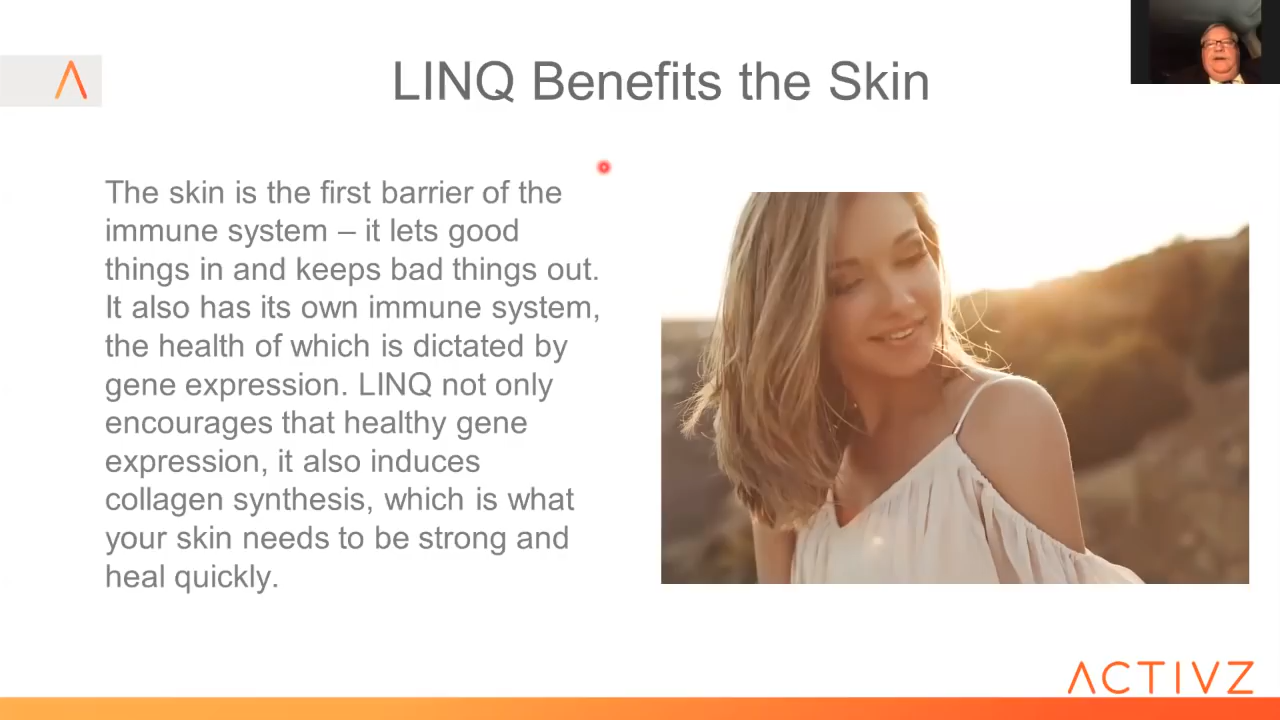 LINQ Benefits the Skin
The skin is the first barrier of the
immune system – it lets good
things in and keeps bad things out.
It also has its own immune system,
the health of which is dictated by
gene expression. LINQ not only
encourages that healthy gene
expression, it also induces
collagen synthesis, which is what
your skin needs to be strong and
heal quickly.
ACTIVZ